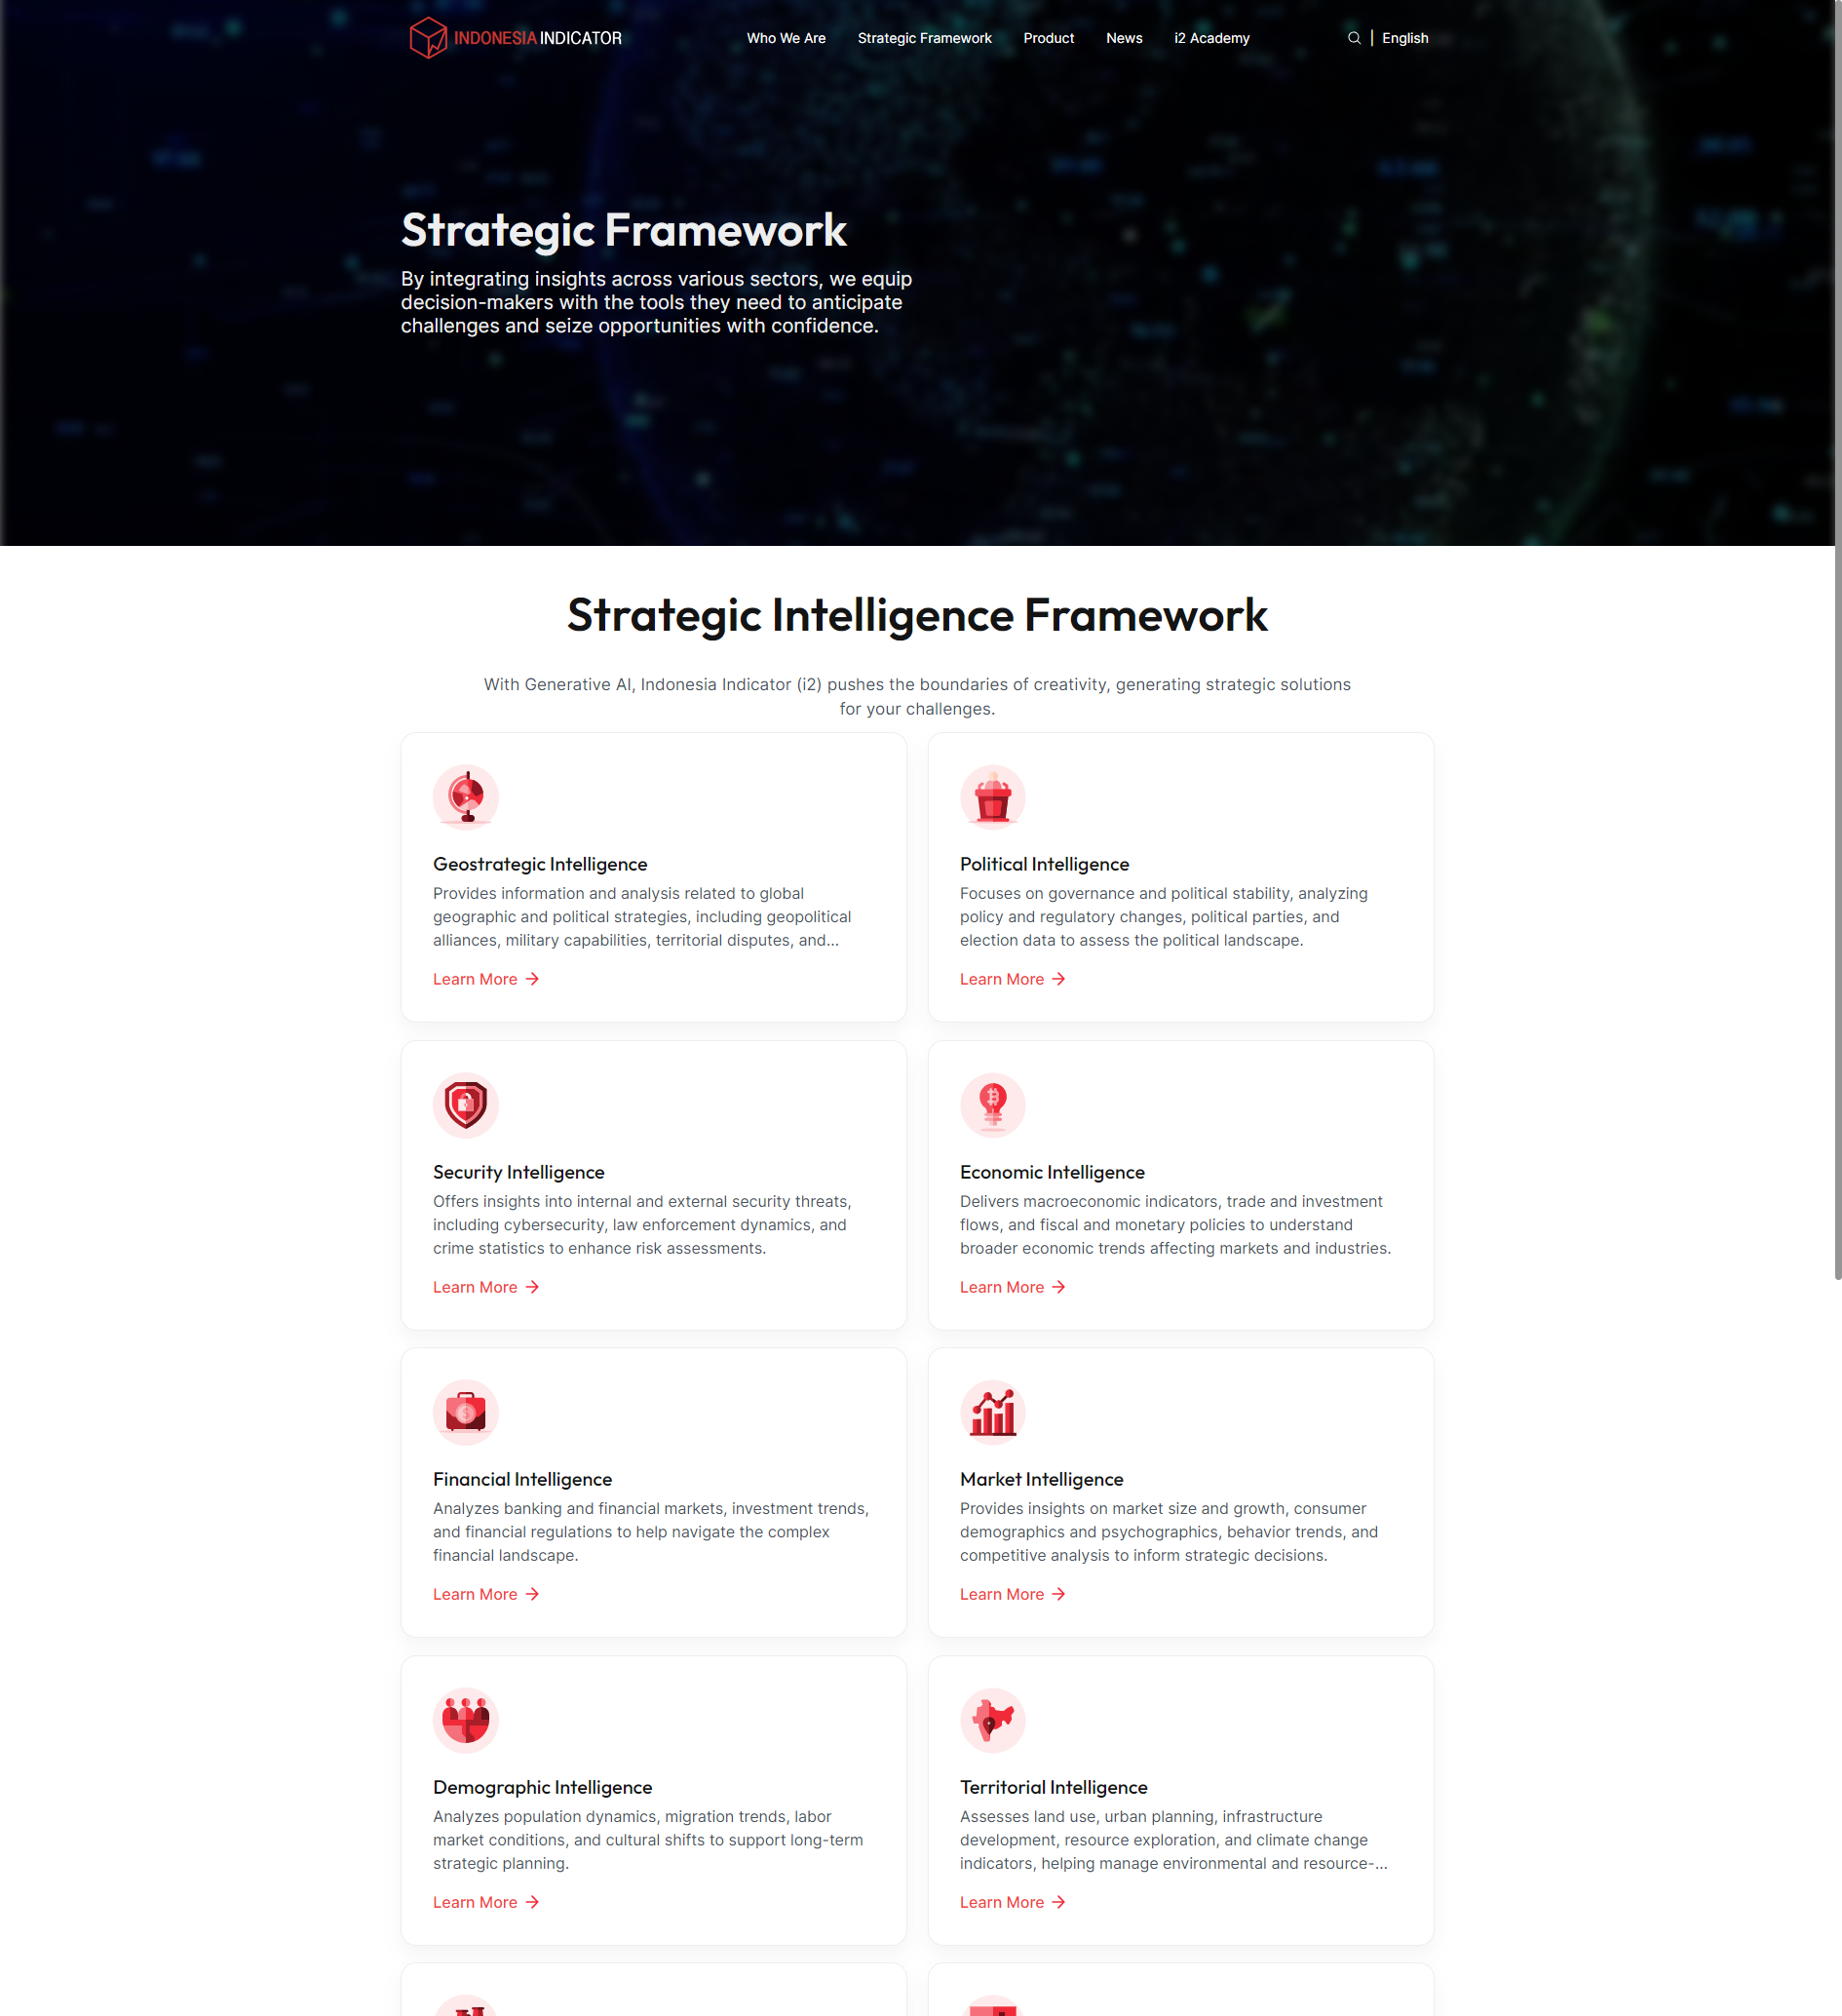 INDONESIA INDICATOR
Who We Are
Strategic Framework
Product
News
i2 Academy
English
Strategic Framework
By integrating insights across various sectors, we equip
decision-makers with the tools they need to anticipate
challenges and seize opportunities with confidence.
Strategic Intelligence Framework
With Generative AI, Indonesia Indicator (i2) pushes the boundaries of creativity, generating strategic solutions
for your challenges.
Geostrategic Intelligence
Provides information and analysis related to global
geographic and political strategies, including geopolitical
alliances, military capabilities, territorial disputes, and...
Learn More
Political Intelligence
Focuses on governance and political stability, analyzing
policy and regulatory changes, political parties, and
election data to assess the political landscape.
Learn More
Security Intelligence
Offers insights into internal and external security threats,
including cybersecurity, law enforcement dynamics, and
crime statistics to enhance risk assessments.
Learn More
Economic Intelligence
Delivers macroeconomic indicators, trade and investment
flows, and fiscal and monetary policies to understand
broader economic trends affecting markets and industries.
Learn More
Financial Intelligence
Analyzes banking and financial markets, investment trends,
and financial regulations to help navigate the complex
financial landscape.
Learn More
Market Intelligence
Provides insights on market size and growth, consumer
demographics and psychographics, behavior trends, and
competitive analysis to inform strategic decisions.
Learn More
Demographic Intelligence
Analyzes population dynamics, migration trends, labor
market conditions, and cultural shifts to support long-term
strategic planning.
Learn More
Territorial Intelligence
Assesses land use, urban planning, infrastructure
development, resource exploration, and climate change
indicators, helping manage environmental and resource-...
Learn More